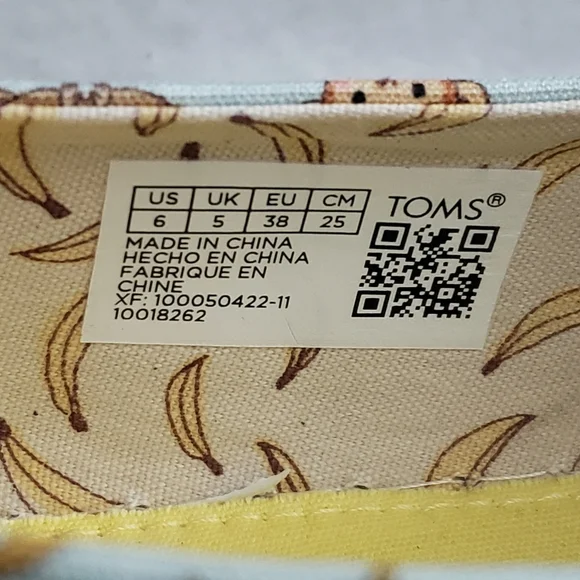 US UK EU CM
6 5 38 25
TOMS®
MADE IN CHINA
HECHO EN CHINA
FABRIQUE EN
CHINE
XF: 100050422-11
10018262